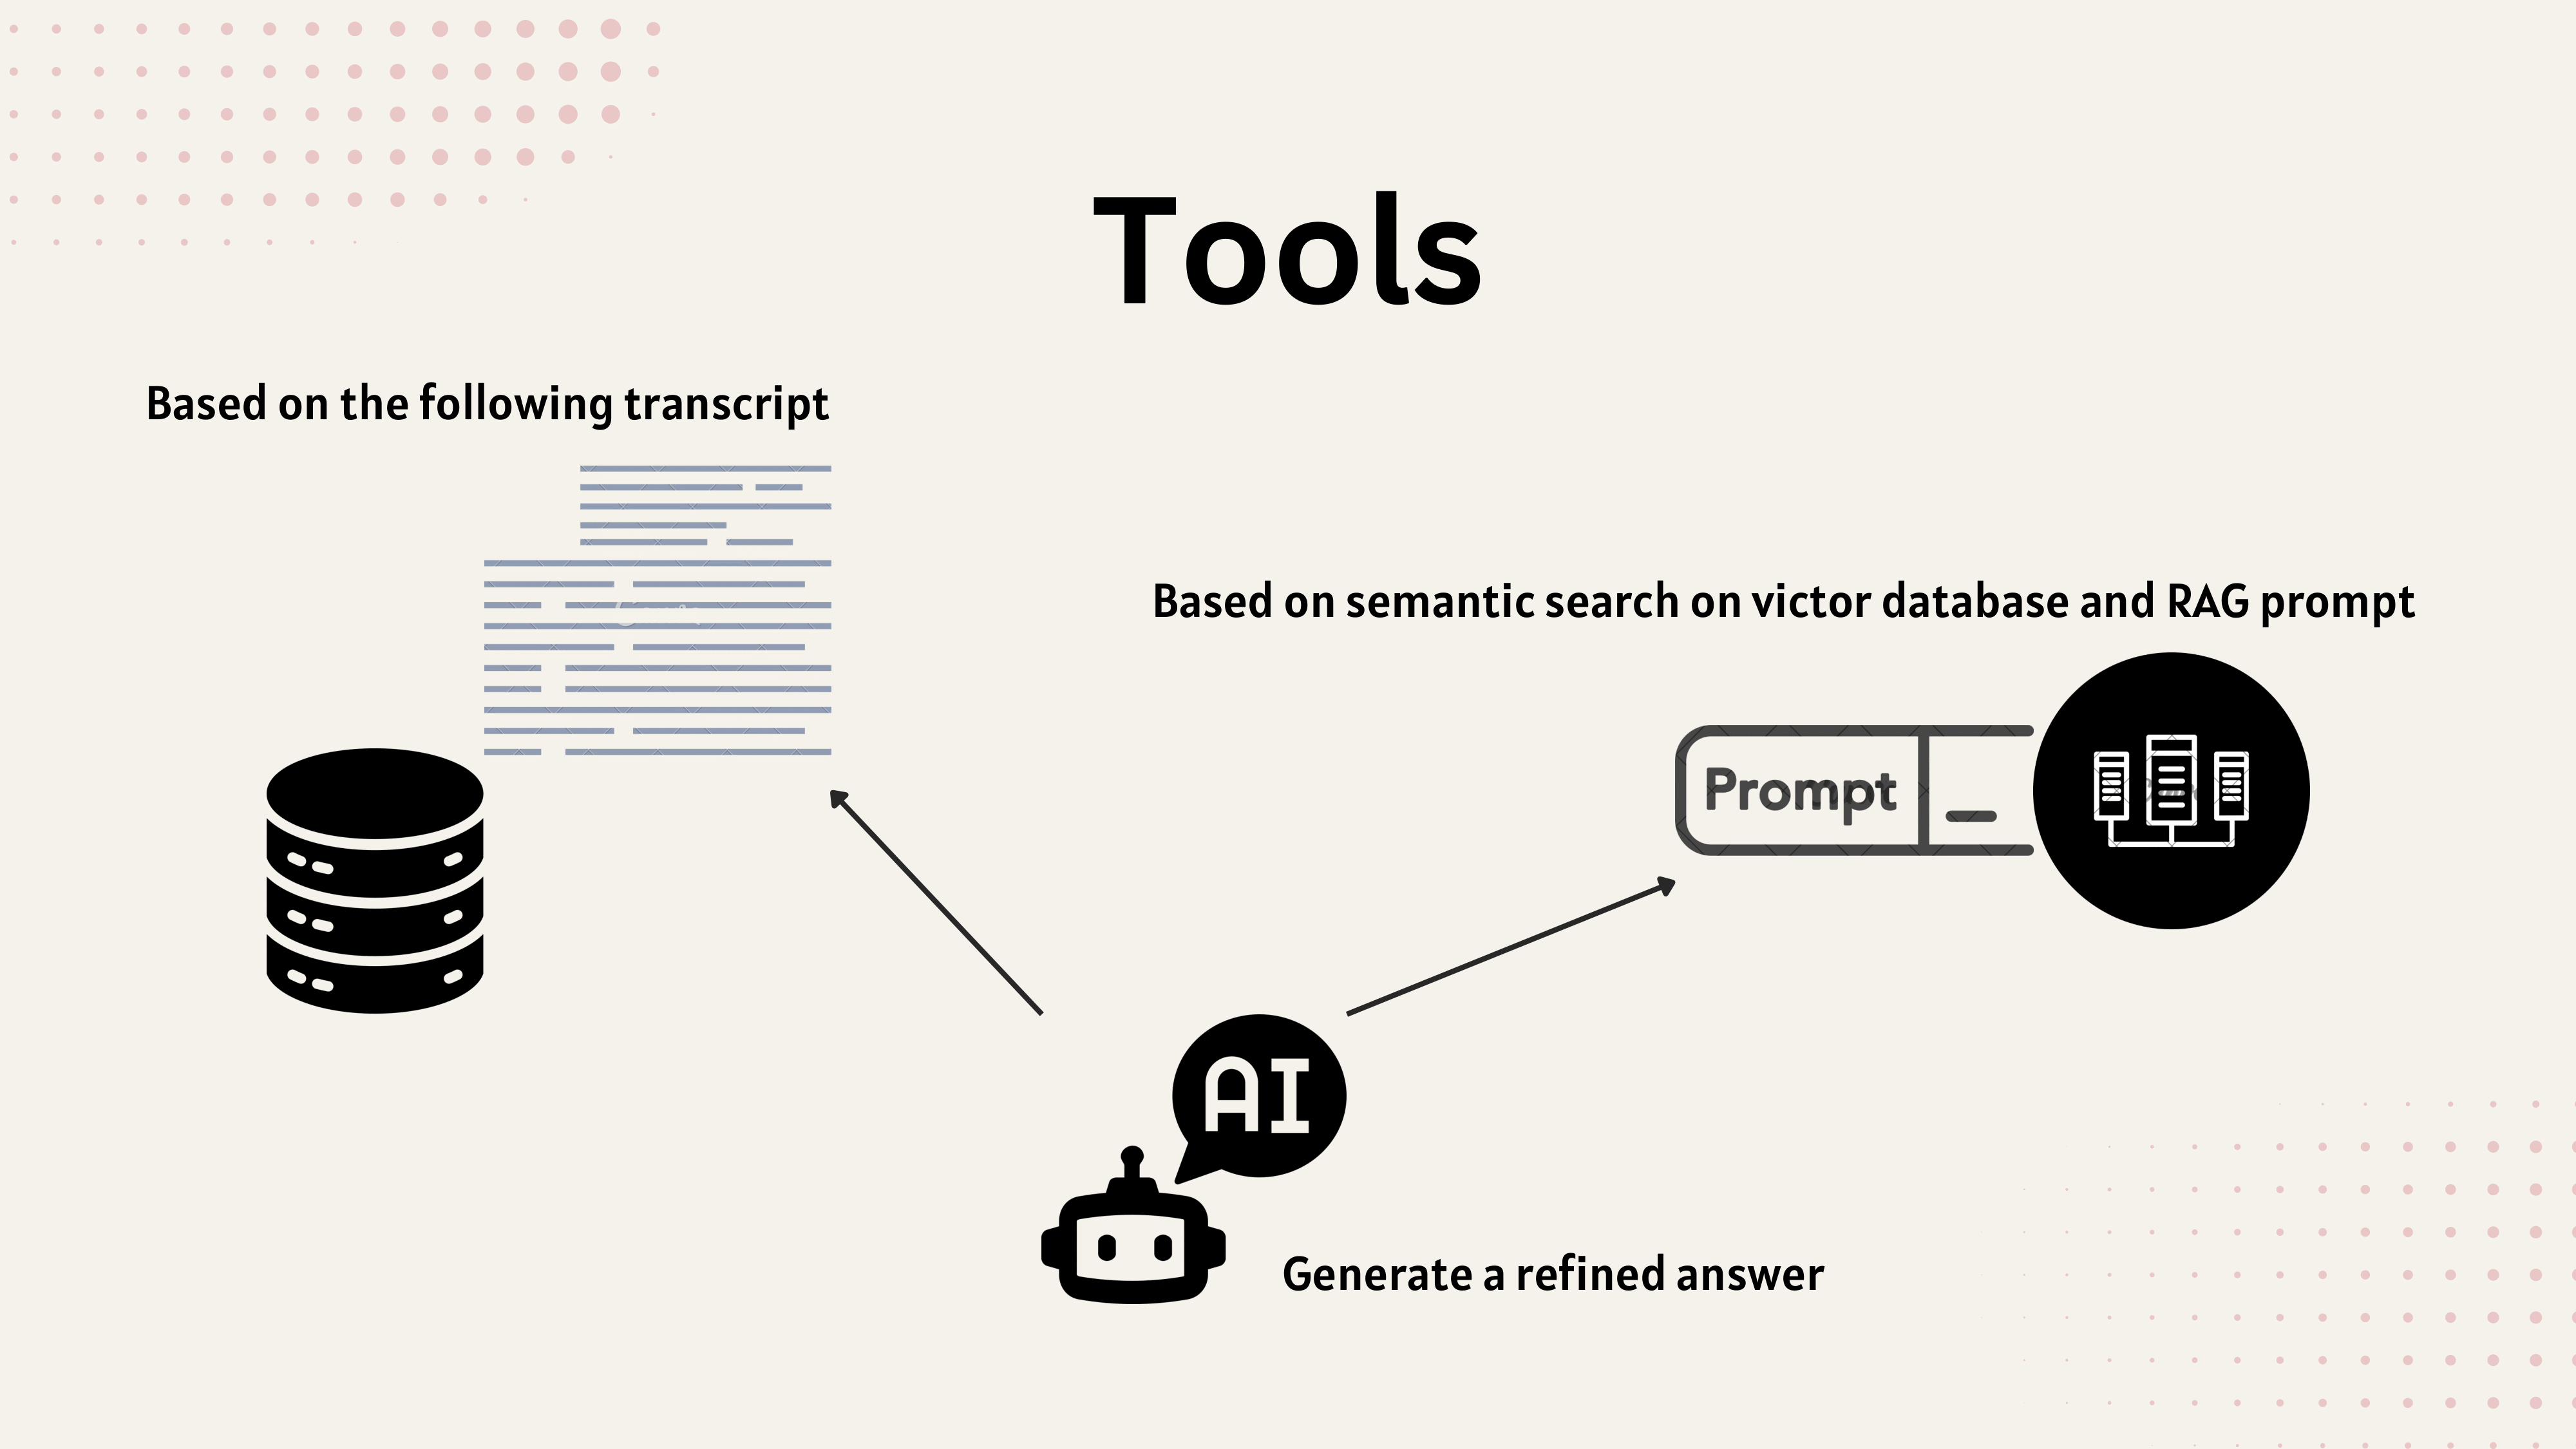 Tools
Based on the following transcript
Based on semantic search on victor database and RAG prompt
Prompt _
AI
Generate a refined answer